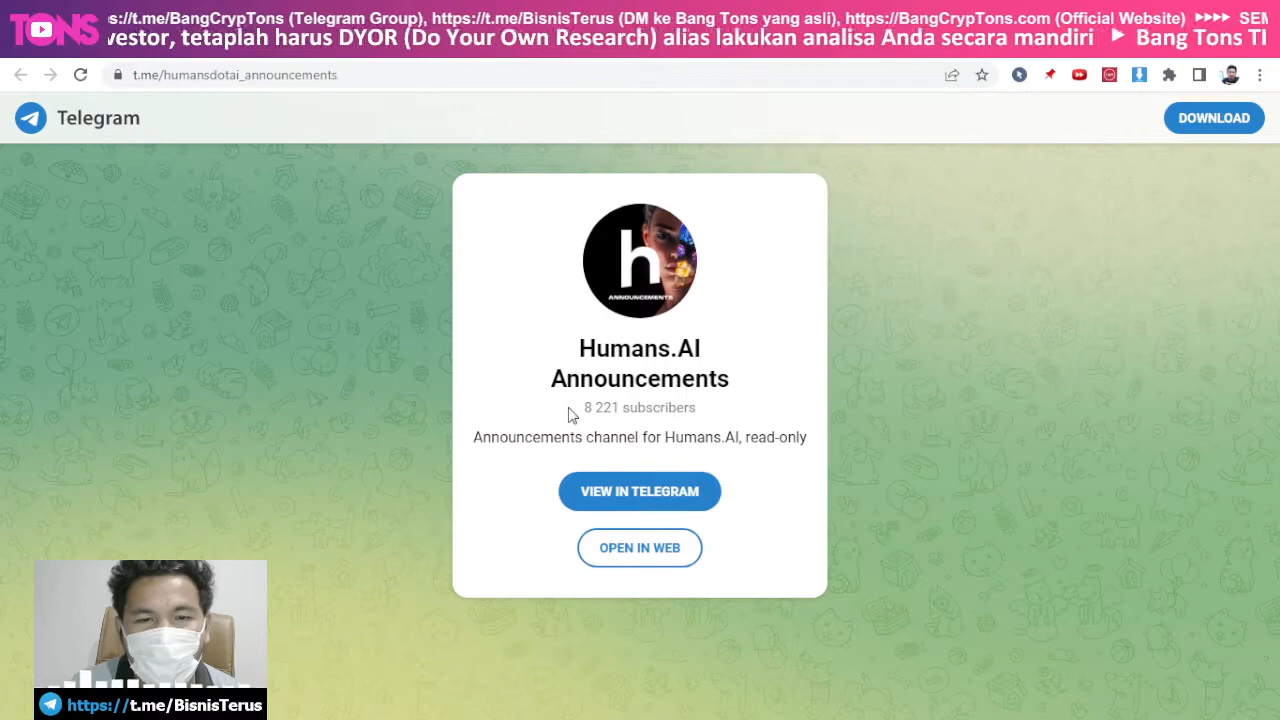 TONS
s://t.me/BangCrypTons (Telegram Group), https://t.me/BisnisTerus (DM ke Bang Tons yang asli), https://BangCrypTons.com (Official Website) ▸▸▸▸ SEM
vestor, tetaplah harus DYOR (Do Your Own Research) alias lakukan analisa Anda secara mandiri ▶ Bang Tons TI
t.me/humansdotai_announcements
Telegram
DOWNLOAD
h
ANNOUNCEMENTS
Humans.AI
Announcements
8 221 subscribers
Announcements channel for Humans.AI, read-only
VIEW IN TELEGRAM
OPEN IN WEB
https://t.me/BisnisTerus